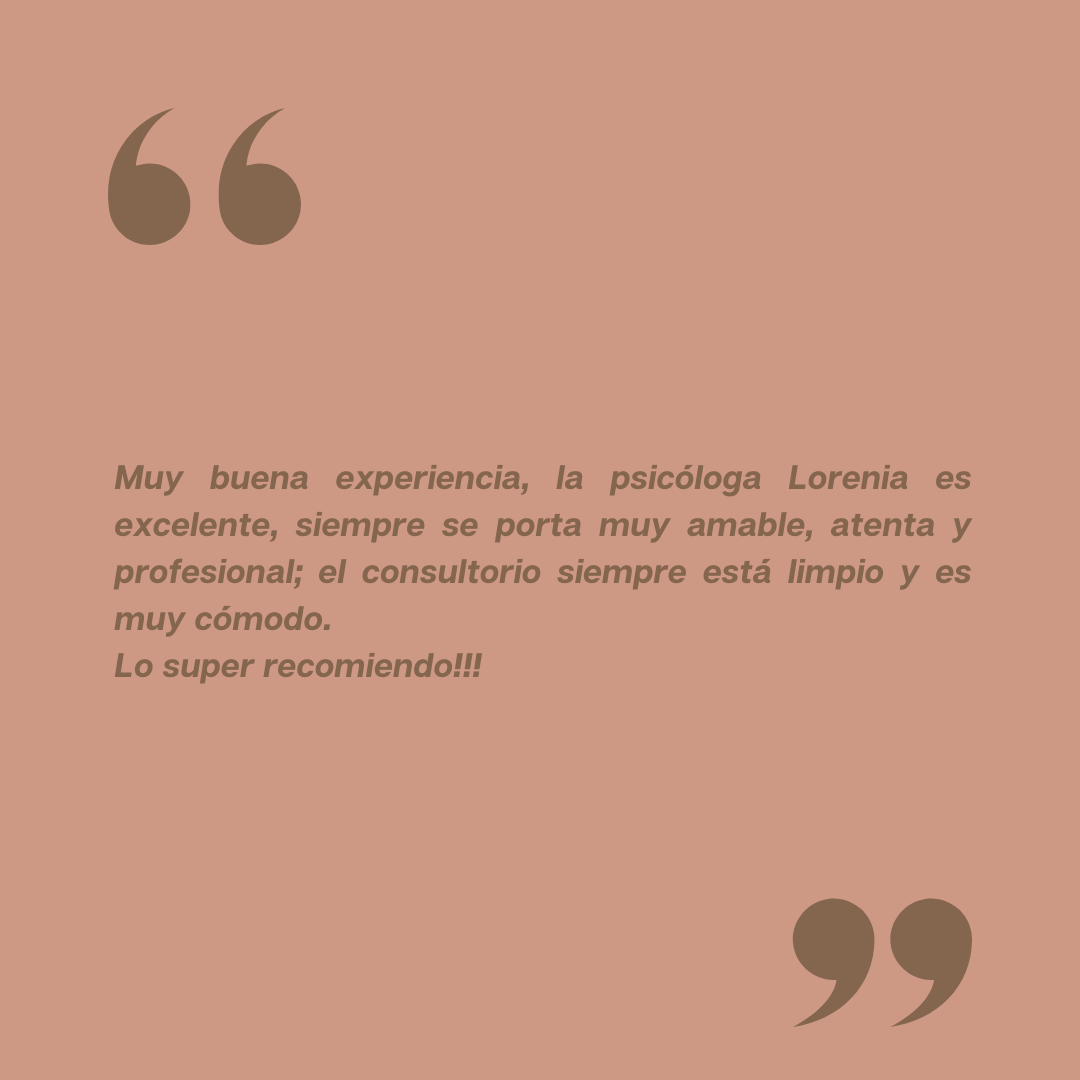 “
Muy buena experiencia, la psicóloga Lorenia es
excelente, siempre se porta muy amable, atenta y
profesional; el consultorio siempre está limpio y es
muy cómodo.
Lo super recomiendo!!!
”